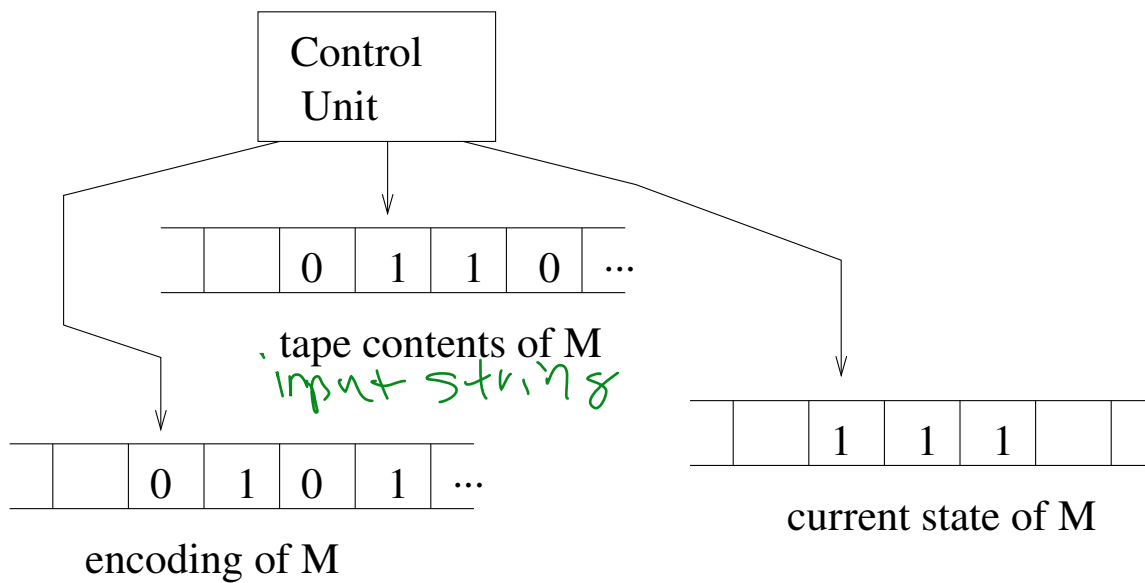 Control
Unit
0 1 1 0 ...
tape contents of M
input string
0 1 0 1 ...
encoding of M
1 1 1
current state of M